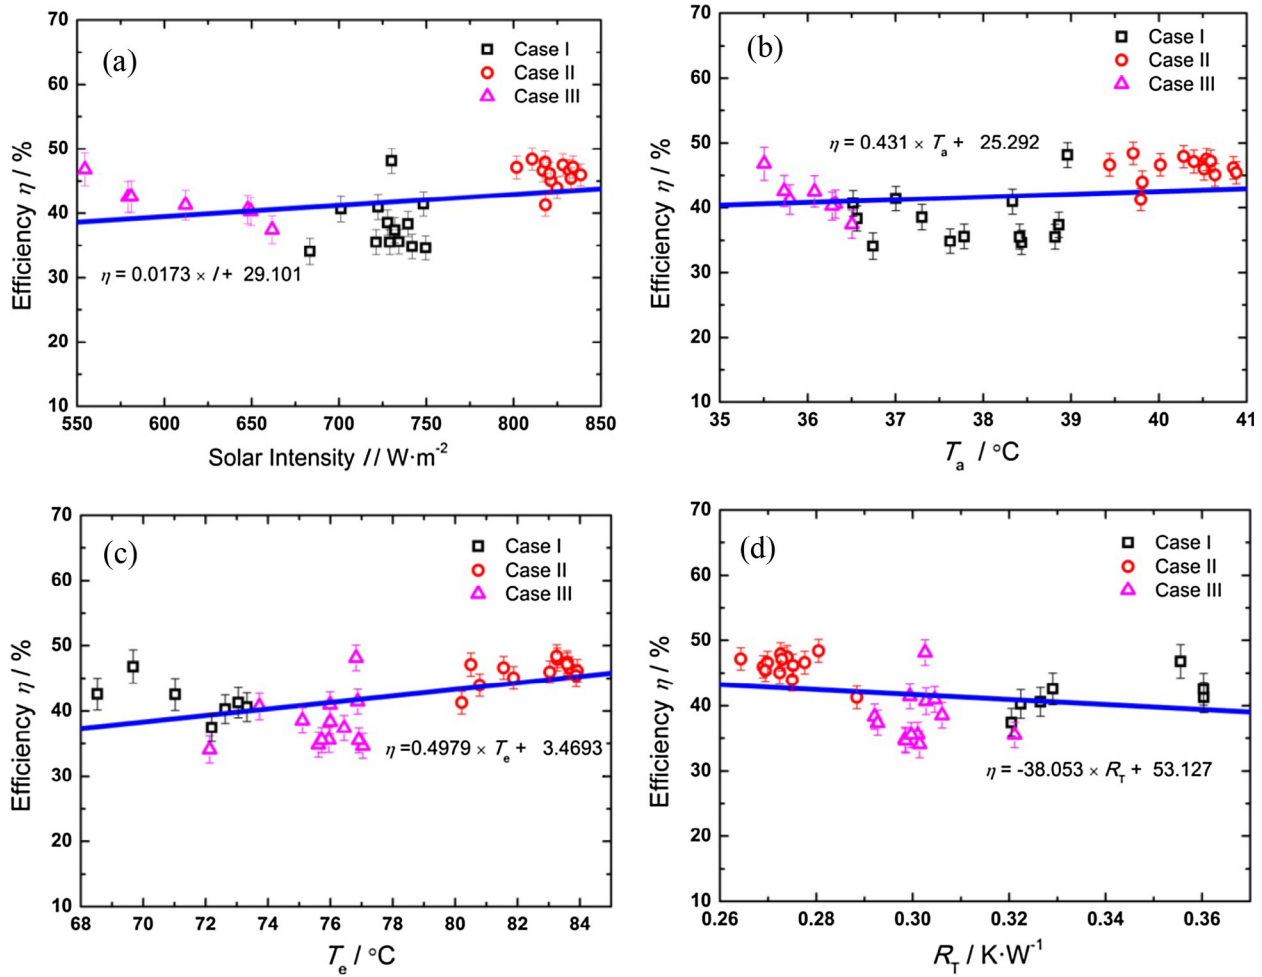 (a)
Case I
Case II
Case III
70
60
50
40
30
20
10
Efficiency η / %
η = 0.0173 × I + 29.101
550 600 650 700 750 800 850
Solar Intensity I / W·m⁻²
(b)
Case I
Case II
Case III
70
60
50
40
30
20
10
Efficiency η / %
η = 0.431 × Tₐ + 25.292
35 36 37 38 39 40 41
Tₐ / °C
(c)
Case I
Case II
Case III
70
60
50
40
30
20
10
Efficiency η / %
η =0.4979 × Tₑ + 3.4693
68 70 72 74 76 78 80 82 84
Tₑ / °C
(d)
Case I
Case II
Case III
70
60
50
40
30
20
10
Efficiency η / %
η = -38.053 × R_T + 53.127
0.26 0.28 0.30 0.32 0.34 0.36
R_T / K·W⁻¹